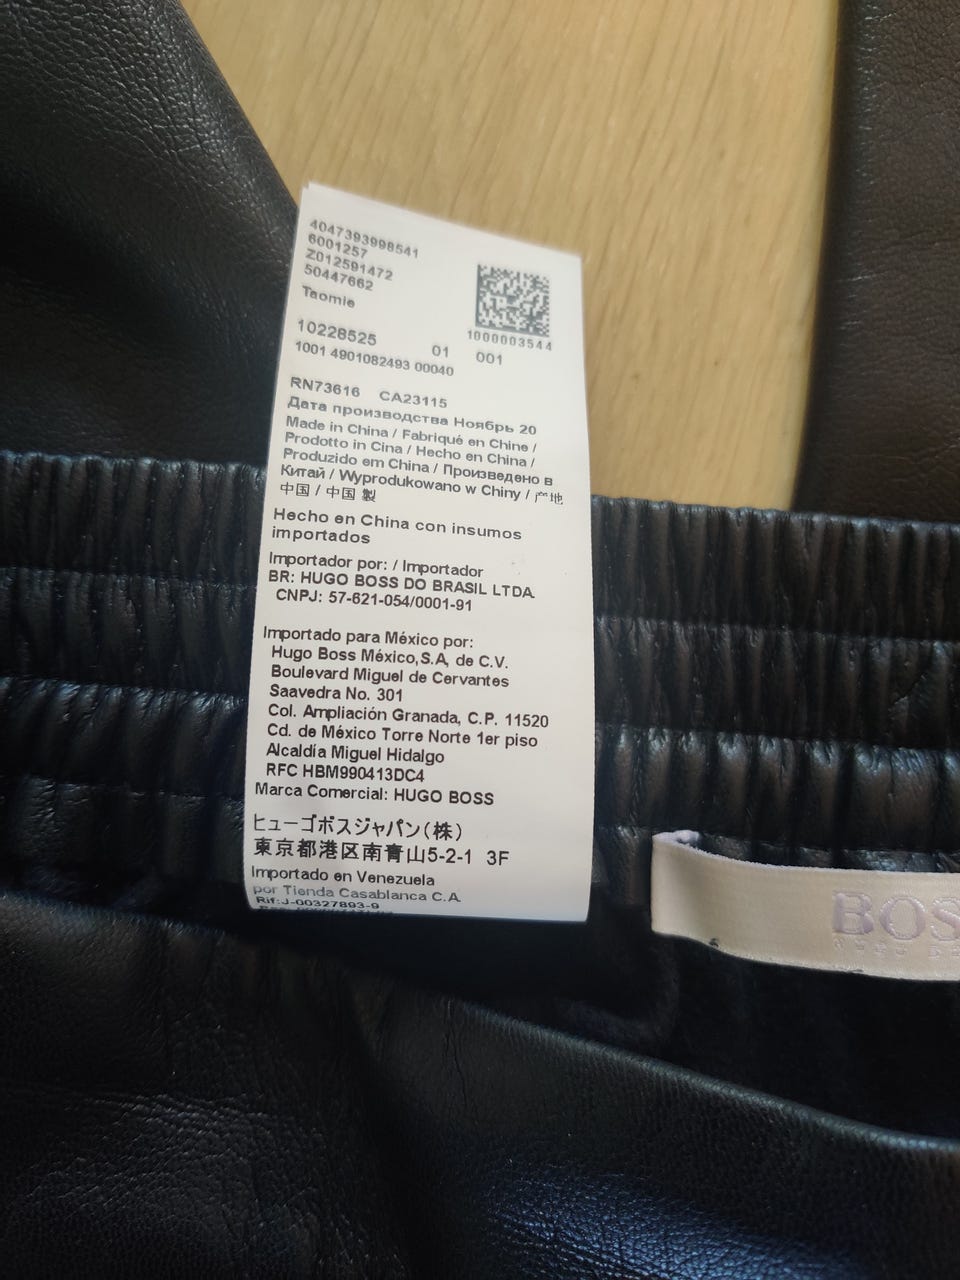 4047393998541
6001257
Z012591472
50447662
Taomie
1000003544
10228525 01 001
1001 4901082493 00040
RN73616 CA23115
Дата производства Ноябрь 20
Made in China / Fabriqué en Chine /
Prodotto in Cina / Hecho en China /
Produzido em China / Произведено в
Китай / Wyprodukowano w Chiny / 产地
中国 / 中国 製
Hecho en China con insumos
importados
Importador por: / Importador
BR: HUGO BOSS DO BRASIL LTDA
CNPJ: 57-621-054/0001-91
Importado para México por:
Hugo Boss México,S.A, de C.V.
Boulevard Miguel de Cervantes
Saavedra No. 301
Col. Ampliación Granada, C.P. 11520
Cd. de México Torre Norte 1er piso
Alcaldía Miguel Hidalgo
RFC HBM990413DC4
Marca Comercial: HUGO BOSS
ヒューゴボスジャパン(株)
東京都港区南青山5-2-1 3F
Importado en Venezuela
por Tienda Casablanca C.A.
Rif:J-00327893-9
BOS